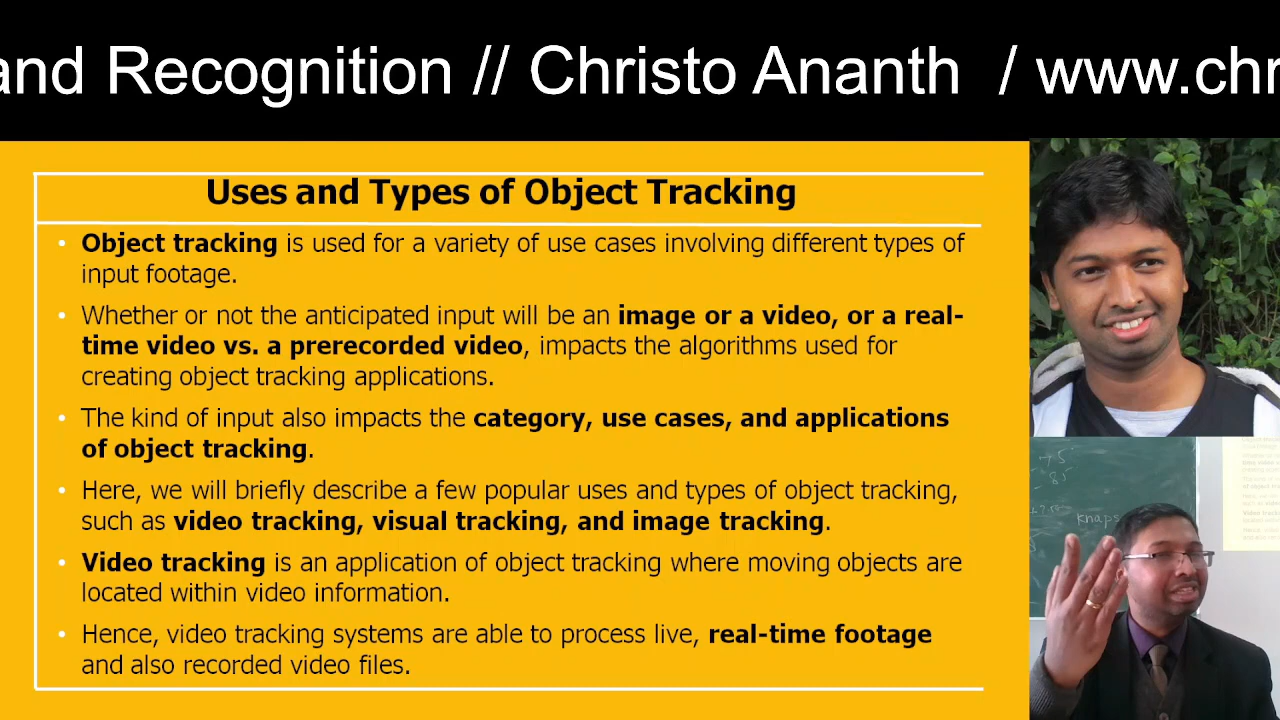 and Recognition // Christo Ananth / www.chr
Uses and Types of Object Tracking
• Object tracking is used for a variety of use cases involving different types of
input footage.
• Whether or not the anticipated input will be an image or a video, or a real-
time video vs. a prerecorded video, impacts the algorithms used for
creating object tracking applications.
• The kind of input also impacts the category, use cases, and applications
of object tracking.
• Here, we will briefly describe a few popular uses and types of object tracking,
such as video tracking, visual tracking, and image tracking.
• Video tracking is an application of object tracking where moving objects are
located within video information.
• Hence, video tracking systems are able to process live, real-time footage
and also recorded video files.
knaps